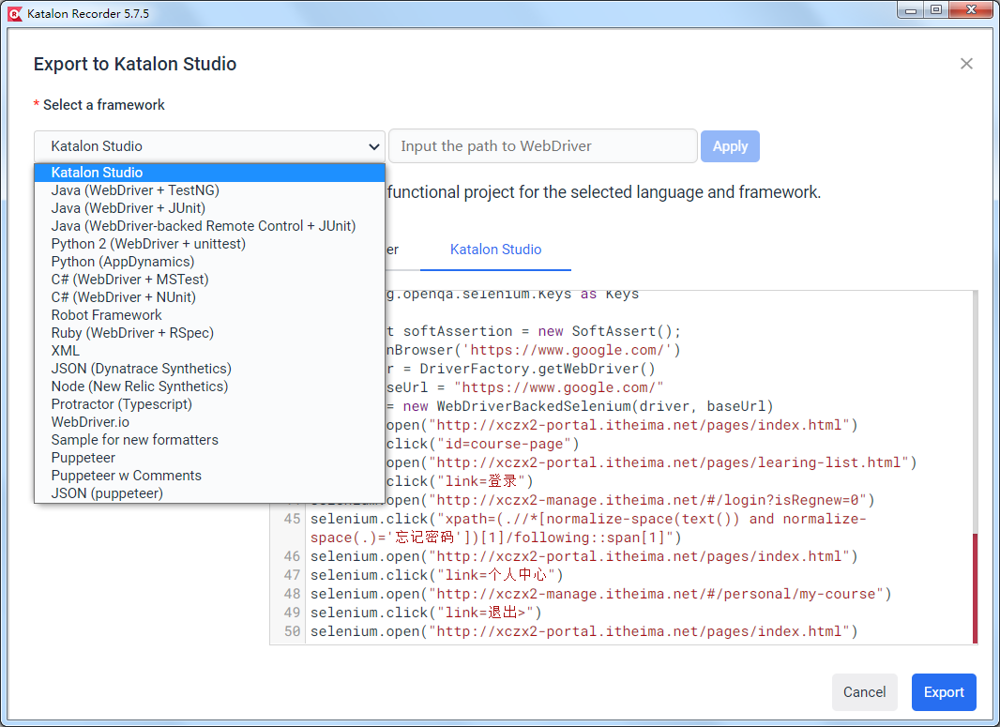 Katalon Recorder 5.7.5
Export to Katalon Studio
* Select a framework
Katalon Studio
Input the path to WebDriver
Apply
Katalon Studio
Java (WebDriver + TestNG)
Java (WebDriver + JUnit)
Java (WebDriver-backed Remote Control + JUnit)
Python 2 (WebDriver + unittest)
Python (AppDynamics)
C# (WebDriver + MSTest)
C# (WebDriver + NUnit)
Robot Framework
Ruby (WebDriver + RSpec)
XML
JSON (Dynatrace Synthetics)
Node (New Relic Synthetics)
Protractor (Typescript)
WebDriver.io
Sample for new formatters
Puppeteer
Puppeteer w Comments
JSON (puppeteer)
functional project for the selected language and framework.
er
Katalon Studio
g.openqa.selenium.Keys as Keys
t softAssertion = new SoftAssert();
nBrowser('https://www.google.com/')
r = DriverFactory.getWebDriver()
seUrl = "https://www.google.com/"
= new WebDriverBackedSelenium(driver, baseUrl)
open("http://xczx2-portal.itheima.net/pages/index.html")
click("id=course-page")
open("http://xczx2-portal.itheima.net/pages/learing-list.html")
click("link=登录")
selenium.open("http://xczx2-manage.itheima.net/#/login?isRegnew=0")
45 selenium.click("xpath=(.//*[normalize-space(text()) and normalize-
space(.)='忘记密码'])[1]/following::span[1]")
46 selenium.open("http://xczx2-portal.itheima.net/pages/index.html")
47 selenium.click("link=个人中心")
48 selenium.open("http://xczx2-manage.itheima.net/#/personal/my-course")
49 selenium.click("link=退出>")
50 selenium.open("http://xczx2-portal.itheima.net/pages/index.html")
Cancel
Export